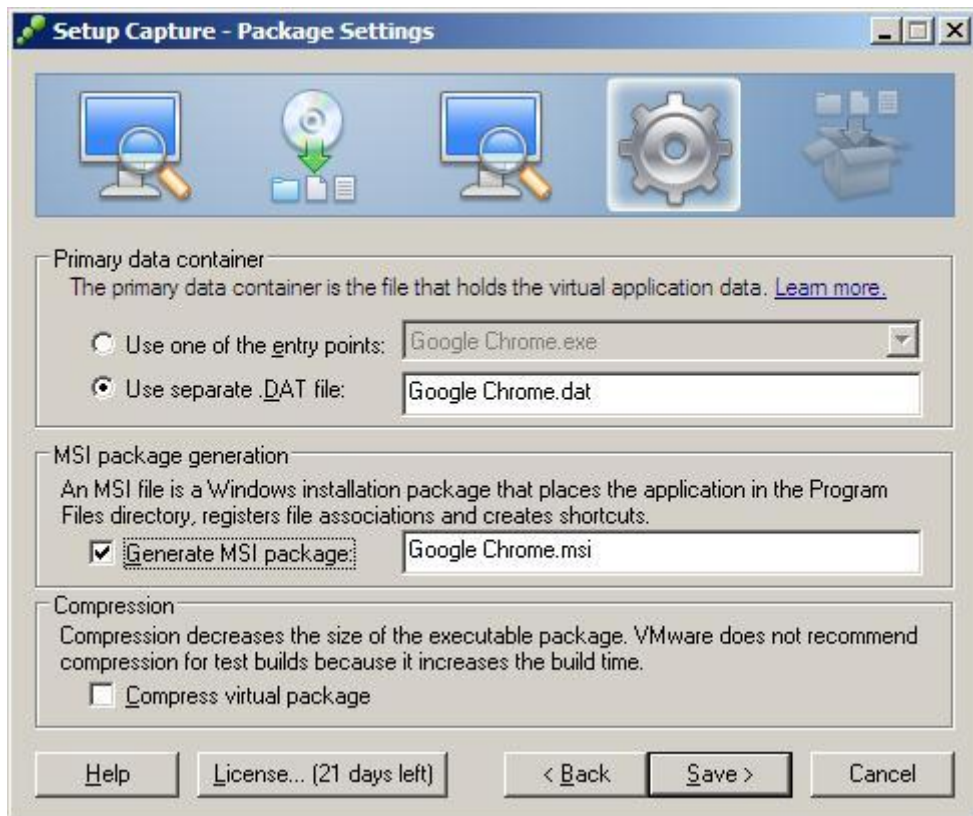 Setup Capture - Package Settings
Primary data container
The primary data container is the file that holds the virtual application data. Learn more.
Use one of the entry points: Google Chrome.exe
Use separate .DAT file: Google Chrome.dat
MSI package generation
An MSI file is a Windows installation package that places the application in the Program
Files directory, registers file associations and creates shortcuts.
Generate MSI package: Google Chrome.msi
Compression
Compression decreases the size of the executable package. VMware does not recommend
compression for test builds because it increases the build time.
Compress virtual package
Help License... (21 days left) < Back Save > Cancel